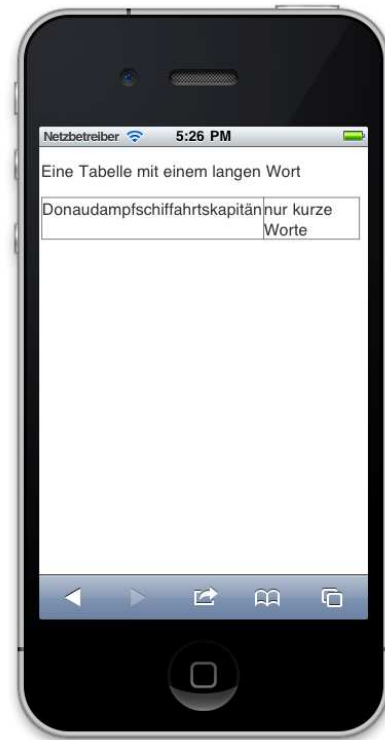 Netzbetreiber 5:26 PM
Eine Tabelle mit einem langen Wort
Donaudampfschiffahrtskapitän nur kurze
Worte